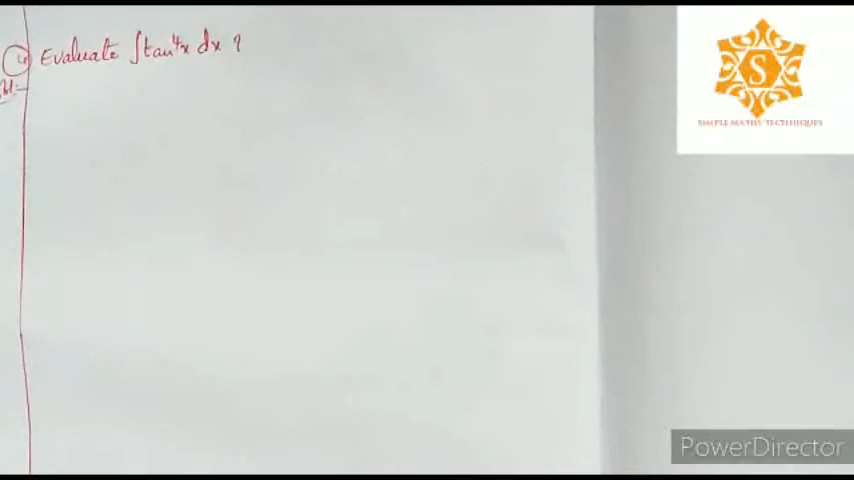 Evaluate ∫tan⁴x dx ?
Sol:-
S
SIMPLE MATHS TECHNIQUES
PowerDirector